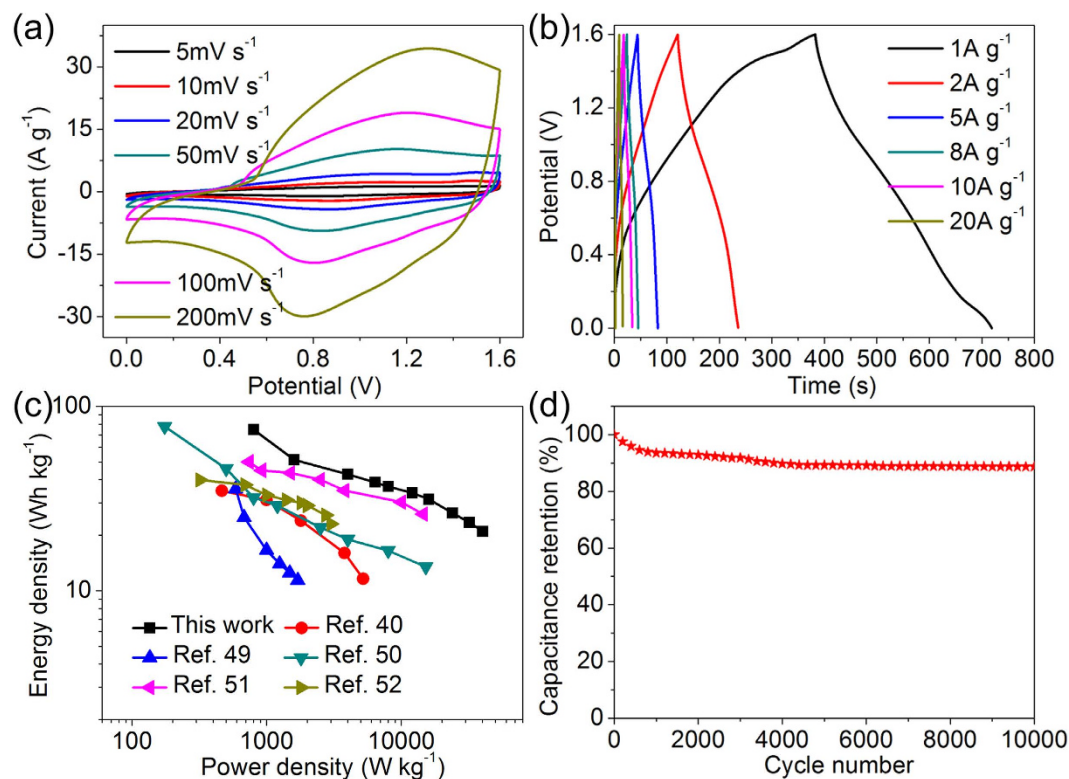 (a)
5mV s⁻¹
10mV s⁻¹
20mV s⁻¹
50mV s⁻¹
100mV s⁻¹
200mV s⁻¹
Current (A g⁻¹)
30
15
0
-15
-30
0.0 0.4 0.8 1.2 1.6
Potential (V)
(b)
1A g⁻¹
2A g⁻¹
5A g⁻¹
8A g⁻¹
10A g⁻¹
20A g⁻¹
Potential (V)
1.6
1.2
0.8
0.4
0.0
0 100 200 300 400 500 600 700 800
Time (s)
(c)
Energy density (Wh kg⁻¹)
100
10
This work Ref. 40
Ref. 49 Ref. 50
Ref. 51 Ref. 52
100 1000 10000
Power density (W kg⁻¹)
(d)
Capacitance retention (%)
100
80
60
40
20
0
0 2000 4000 6000 8000 10000
Cycle number